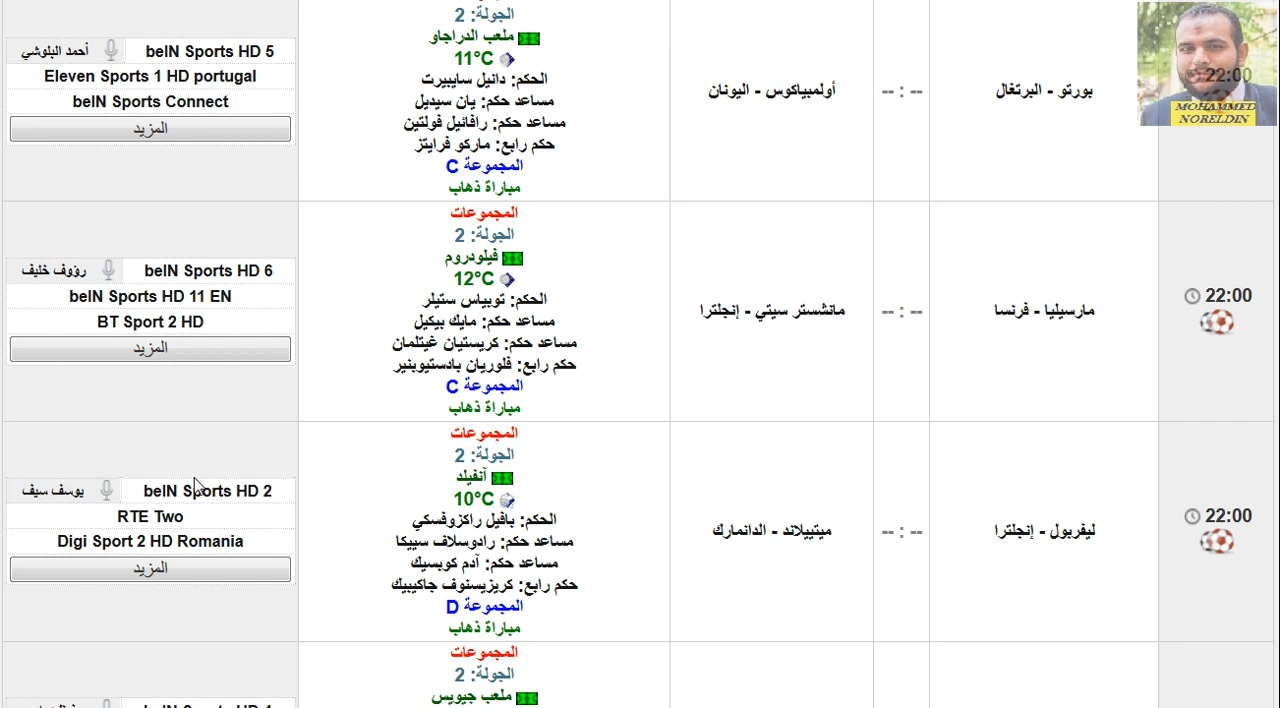 22:00
MOHAMMED
NORELDIN
بورتو - البرتغال
-- : --
أولمبياكوس - اليونان
الجولة: 2
ملعب الدراجاو
11°C
الحكم: دانيل سايبيرت
مساعد حكم: يان سيديل
مساعد حكم: رافائيل فولتين
حكم رابع: ماركو فرايتز
المجموعة C
مباراة ذهاب
beIN Sports HD 5 أحمد البلوشي
Eleven Sports 1 HD portugal
beIN Sports Connect
المزيد
22:00
مارسيليا - فرنسا
-- : --
مانشستر سيتي - إنجلترا
المجموعات
الجولة: 2
فيلودروم
12°C
الحكم: توبياس ستيلر
مساعد حكم: مايك بيكيل
مساعد حكم: كريستيان غيتلمان
حكم رابع: فلوريان بادستيوبنير
المجموعة C
مباراة ذهاب
beIN Sports HD 6 رؤوف خليف
beIN Sports HD 11 EN
BT Sport 2 HD
المزيد
22:00
ليفربول - إنجلترا
-- : --
ميتييلاند - الدانمارك
المجموعات
الجولة: 2
آنفيلد
10°C
الحكم: بافيل راكزوفسكي
مساعد حكم: رادوسلاف سييكا
مساعد حكم: آدم كوبسيك
حكم رابع: كريزيسنوف جاكيبيك
المجموعة D
مباراة ذهاب
beIN Sports HD 2 يوسف سيف
RTE Two
Digi Sport 2 HD Romania
المزيد
المجموعات
الجولة: 2
ملعب جيويس